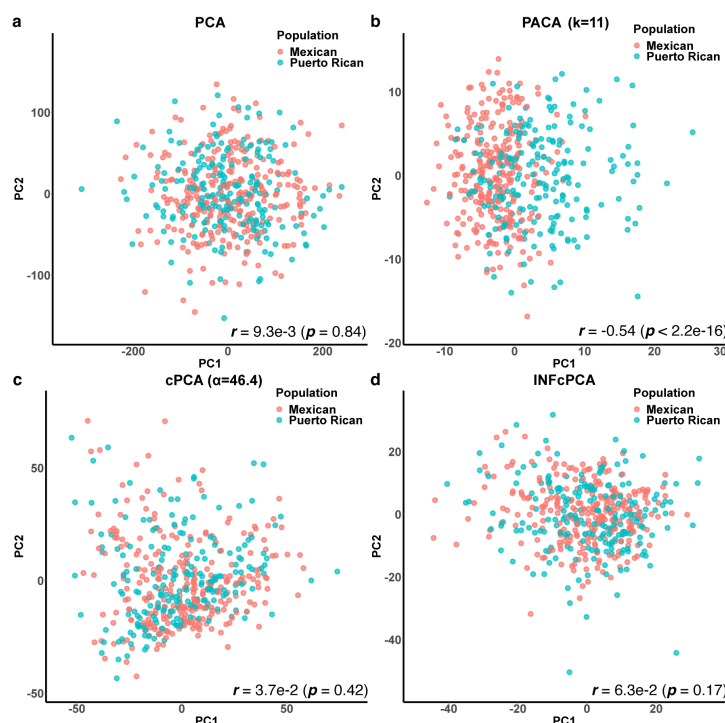 a
PCA
Population
Mexican
Puerto Rican
PC2
100
0
-100
-200
0
200
PC1
r = 9.3e-3 (p = 0.84)
b
PACA (k=11)
Population
Mexican
Puerto Rican
PC2
10
0
-10
-20
-10
0
10
20
30
PC1
r = -0.54 (p < 2.2e-16)
c
cPCA (α=46.4)
Population
Mexican
Puerto Rican
PC2
50
0
-50
-50
0
50
PC1
r = 3.7e-2 (p = 0.42)
d
INFcPCA
Population
Mexican
Puerto Rican
PC2
20
0
-20
-40
-40
-20
0
20
PC1
r = 6.3e-2 (p = 0.17)